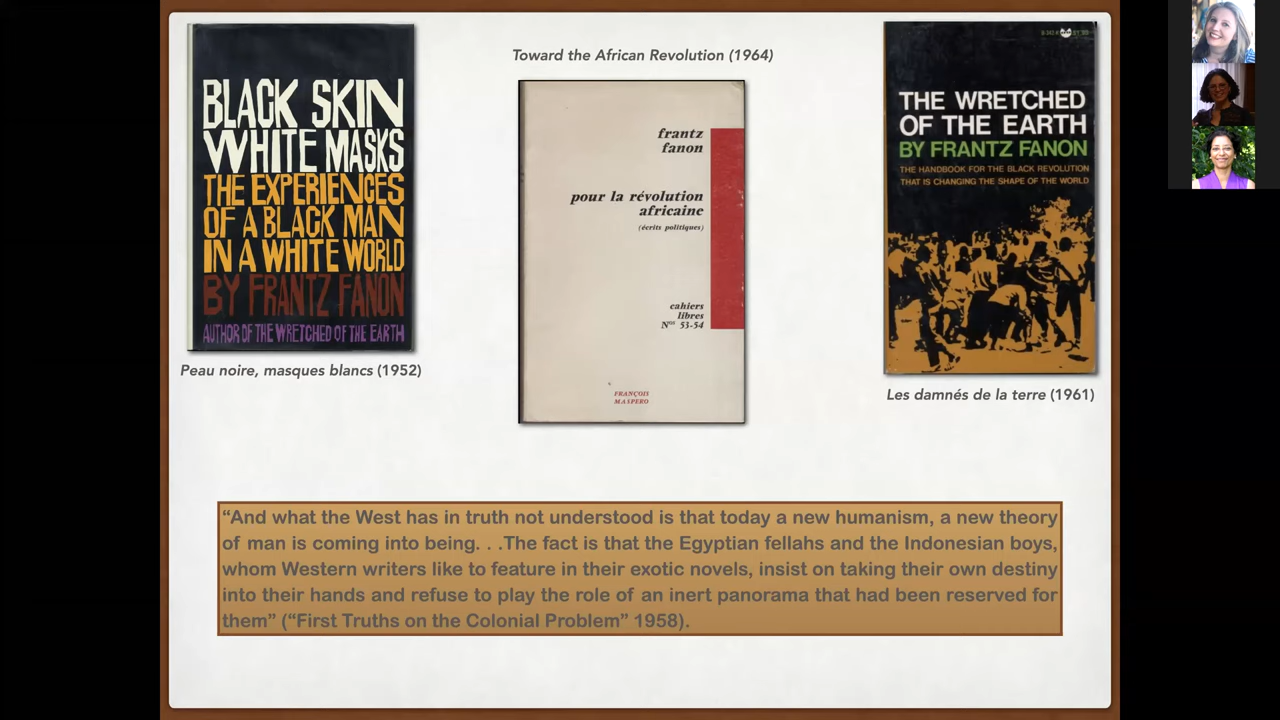 BLACK SKIN
WHITE MASKS
THE EXPERIENCES
OF A BLACK MAN
IN A WHITE WORLD
BY FRANTZ FANON
AUTHOR OF THE WRETCHED OF THE EARTH
Peau noire, masques blancs (1952)
Toward the African Revolution (1964)
frantz
fanon
pour la révolution
africaine
(écrits politiques)
cahiers
libres
Nos 53-54
FRANÇOIS
MASPERO
THE WRETCHED
OF THE EARTH
BY FRANTZ FANON
THE HANDBOOK FOR THE BLACK REVOLUTION
THAT IS CHANGING THE SHAPE OF THE WORLD
Les damnés de la terre (1961)
“And what the West has in truth not understood is that today a new humanism, a new theory
of man is coming into being. . .The fact is that the Egyptian fellahs and the Indonesian boys,
whom Western writers like to feature in their exotic novels, insist on taking their own destiny
into their hands and refuse to play the role of an inert panorama that had been reserved for
them” (“First Truths on the Colonial Problem” 1958).